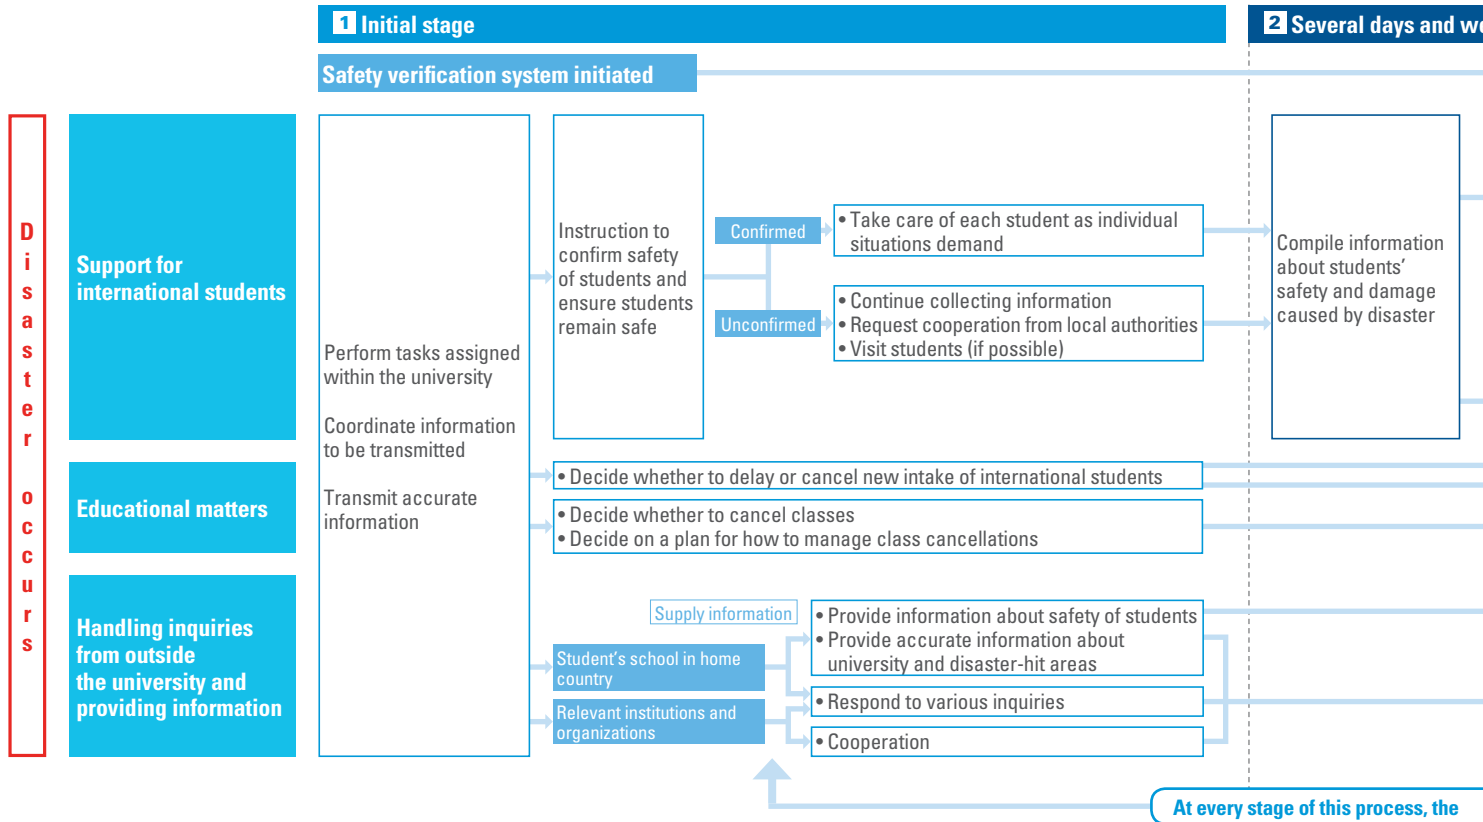 1 Initial stage
2 Several days and we
Safety verification system initiated
Disaster occurs
Support for
international students
Perform tasks assigned
within the university
Coordinate information
to be transmitted
Transmit accurate
information
Instruction to
confirm safety
of students and
ensure students
remain safe
Confirmed
• Take care of each student as individual
situations demand
Unconfirmed
• Continue collecting information
• Request cooperation from local authorities
• Visit students (if possible)
Compile information
about students’
safety and damage
caused by disaster
Educational matters
• Decide whether to delay or cancel new intake of international students
• Decide whether to cancel classes
• Decide on a plan for how to manage class cancellations
Handling inquiries
from outside
the university and
providing information
Supply information
Student’s school in home
country
Relevant institutions and
organizations
• Provide information about safety of students
• Provide accurate information about
university and disaster-hit areas
• Respond to various inquiries
• Cooperation
At every stage of this process, the